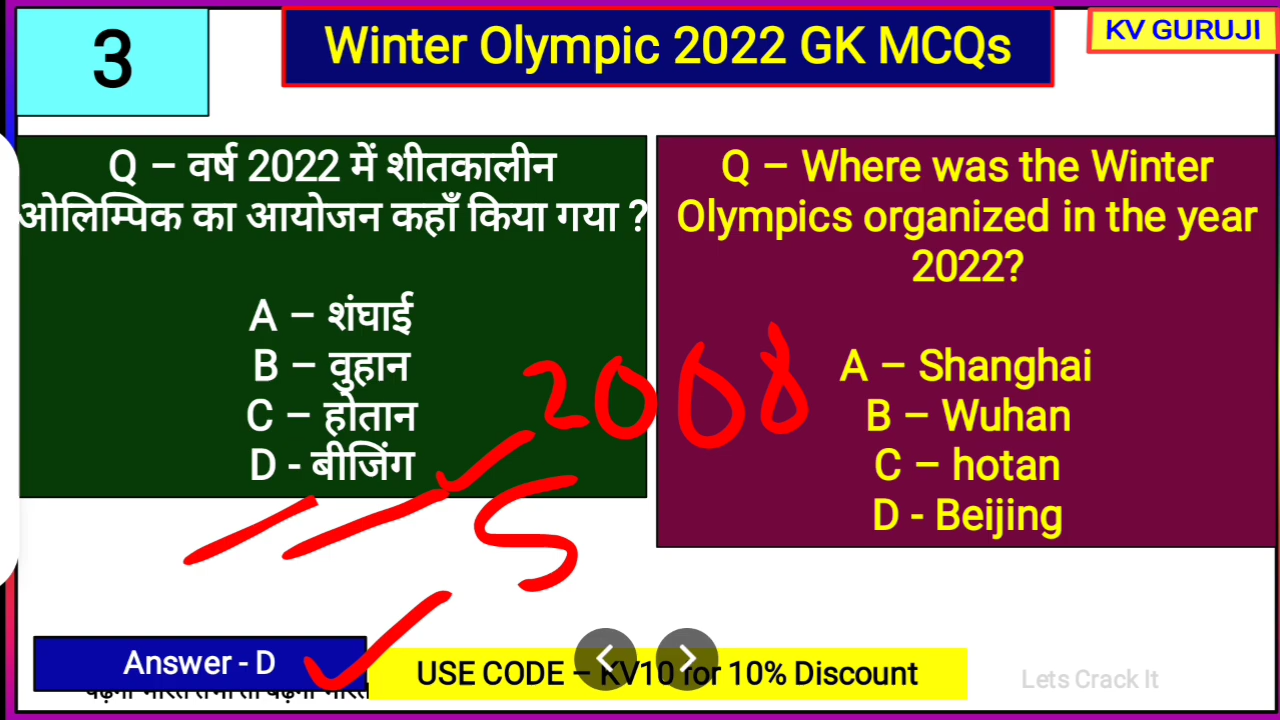 3
Winter Olympic 2022 GK MCQs
KV GURUJI
Q – वर्ष 2022 में शीतकालीन
ओलिम्पिक का आयोजन कहाँ किया गया ?
A – शंघाई
B – वुहान
C – होतान
D - बीजिंग
Q – Where was the Winter
Olympics organized in the year
2022?
A – Shanghai
B – Wuhan
C – hotan
D - Beijing
2008
S
Answer - D
USE CODE – KV10 for 10% Discount
Lets Crack It